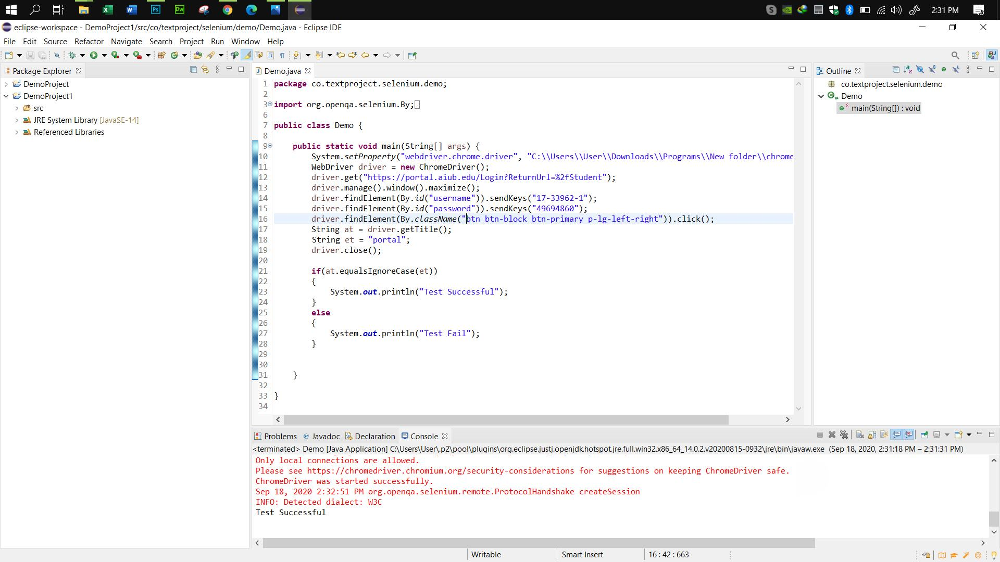 2:31 PM
eclipse-workspace - DemoProject1/src/co/textproject/selenium/demo/Demo.java - Eclipse IDE
File Edit Source Refactor Navigate Search Project Run Window Help
Package Explorer
DemoProject
DemoProject1
src
JRE System Library [JavaSE-14]
Referenced Libraries
Demo.java
1 package co.textproject.selenium.demo;
2
3 import org.openqa.selenium.By;
6
7 public class Demo {
8
9 public static void main(String[] args) {
10 System.setProperty("webdriver.chrome.driver", "C:\\Users\\User\\Downloads\\Programs\\New folder\\chrome
11 WebDriver driver = new ChromeDriver();
12 driver.get("https://portal.aiub.edu/Login?ReturnUrl=%2fStudent");
13 driver.manage().window().maximize();
14 driver.findElement(By.id("username")).sendKeys("17-33962-1");
15 driver.findElement(By.id("password")).sendKeys("49694860");
16 driver.findElement(By.className("btn btn-block btn-primary p-lg-left-right")).click();
17 String at = driver.getTitle();
18 String et = "portal";
19 driver.close();
20
21 if(at.equalsIgnoreCase(et))
22 {
23 System.out.println("Test Successful");
24 }
25 else
26 {
27 System.out.println("Test Fail");
28 }
29
30
31 }
32
33 }
34
Outline
co.textproject.selenium.demo
Demo
main(String[]) : void
Problems Javadoc Declaration Console
<terminated> Demo [Java Application] C:\Users\User\.p2\pool\plugins\org.eclipse.justj.openjdk.hotspot.jre.full.win32.x86_64_14.0.2.v20200815-0932\jre\bin\javaw.exe (Sep 18, 2020, 2:31:18 PM – 2:31:31 PM)
Only local connections are allowed.
Please see https://chromedriver.chromium.org/security-considerations for suggestions on keeping ChromeDriver safe.
ChromeDriver was started successfully.
Sep 18, 2020 2:32:51 PM org.openqa.selenium.remote.ProtocolHandshake createSession
INFO: Detected dialect: W3C
Test Successful
Writable Smart Insert 16 : 42 : 663